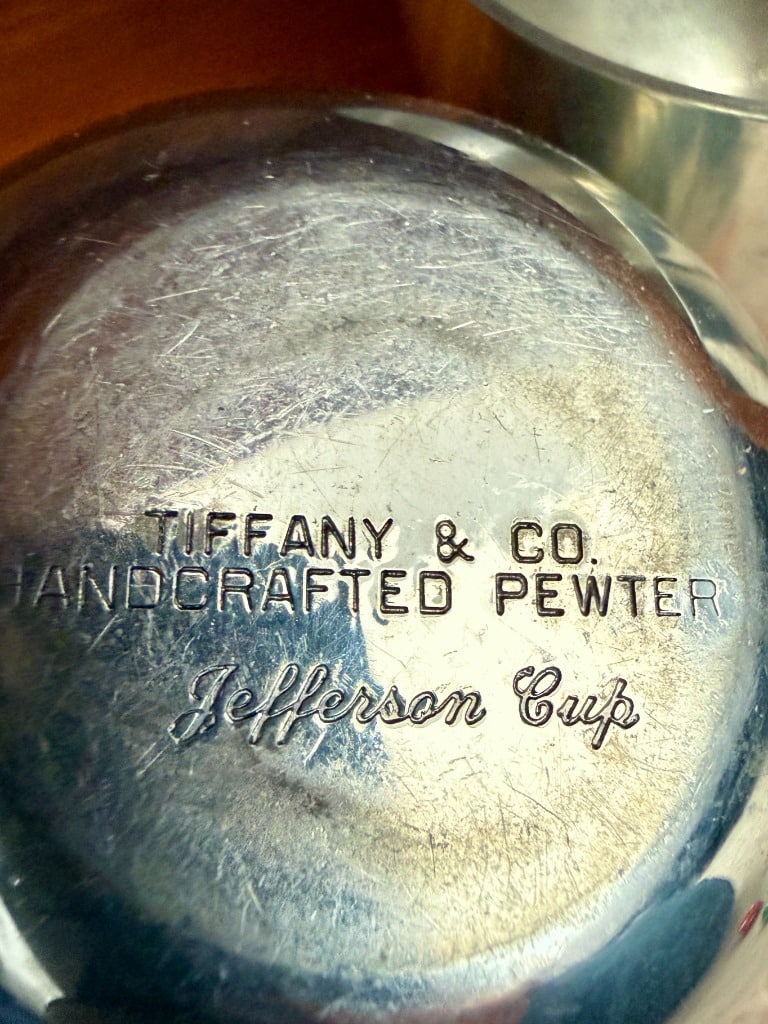 TIFFANY & CO.
HANDCRAFTED PEWTER
Jefferson Cup